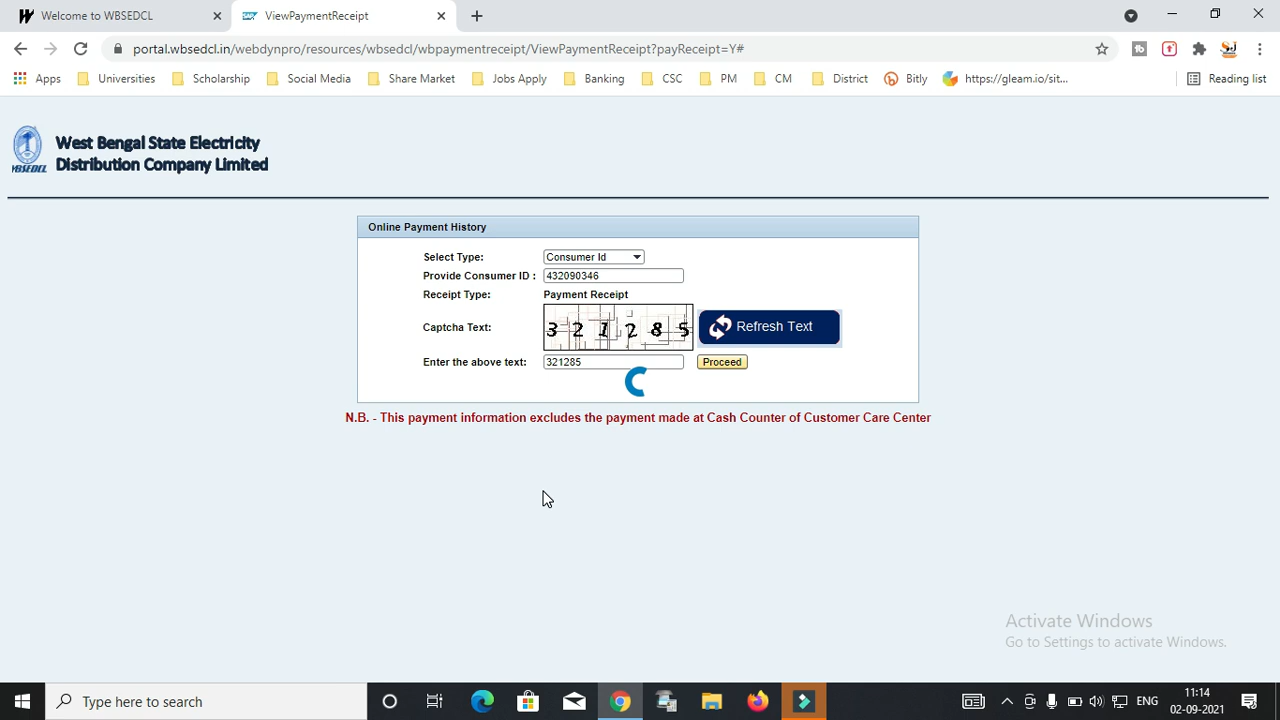 Welcome to WBSEDCL
ViewPaymentReceipt
portal.wbsedcl.in/webdynpro/resources/wbsedcl/wbpaymentreceipt/ViewPaymentReceipt?payReceipt=Y#
Apps Universities Scholarship Social Media Share Market Jobs Apply Banking CSC PM CM District Bitly https://gleam.io/sit... Reading list
West Bengal State Electricity
Distribution Company Limited
WBSEDCL
Online Payment History
Select Type: Consumer Id
Provide Consumer ID : 432090346
Receipt Type: Payment Receipt
Captcha Text: 3 2 1 2 8 5 Refresh Text
Enter the above text: 321285 Proceed
N.B. - This payment information excludes the payment made at Cash Counter of Customer Care Center
Activate Windows
Go to Settings to activate Windows.
Type here to search
ENG
11:14
02-09-2021